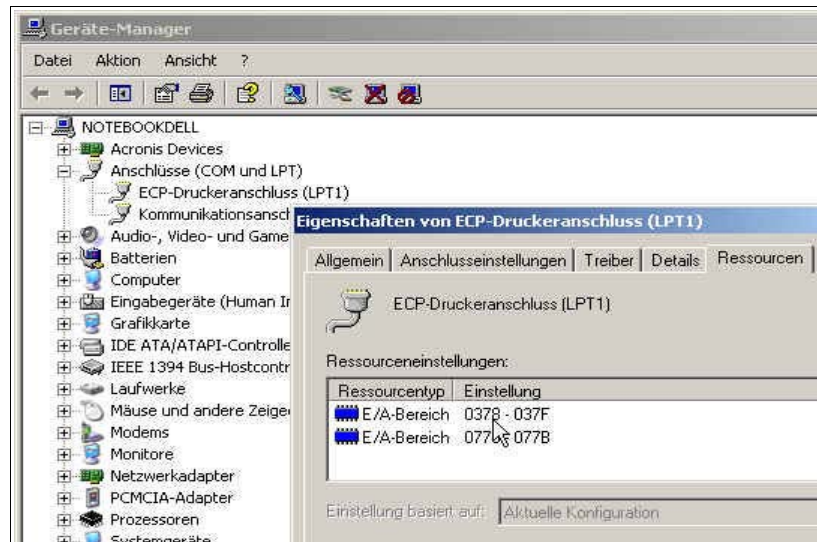 Geräte-Manager
Datei Aktion Ansicht ?
NOTEBOOKDELL
Acronis Devices
Anschlüsse (COM und LPT)
ECP-Druckeranschluss (LPT1)
Kommunikationsansch
Audio-, Video- und Game
Batterien
Computer
Eingabegeräte (Human In
Grafikkarte
IDE ATA/ATAPI-Controlle
IEEE 1394 Bus-Hostcontr
Laufwerke
Mäuse und andere Zeige
Modems
Monitore
Netzwerkadapter
PCMCIA-Adapter
Prozessoren
Systemgeräte
Eigenschaften von ECP-Druckeranschluss (LPT1)
Allgemein Anschlusseinstellungen Treiber Details Ressourcen
ECP-Druckeranschluss (LPT1)
Ressourceneinstellungen:
Ressourcentyp Einstellung
E/A-Bereich 0378 - 037F
E/A-Bereich 077B
Einstellung basiert auf: Aktuelle Konfiguration